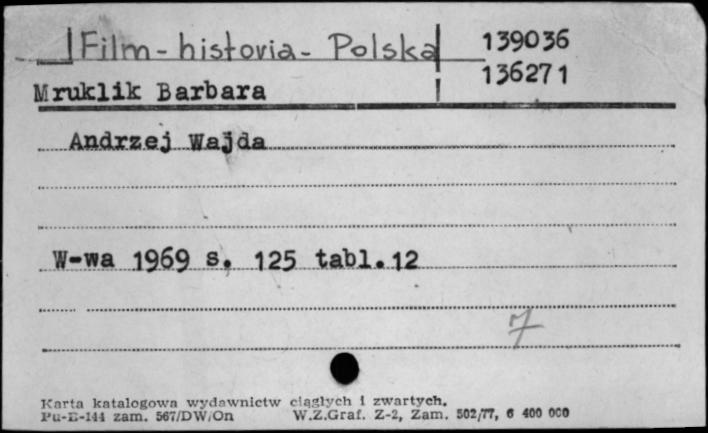 Film - historia - Polska 139036
136271
Mruklik Barbara
Andrzej Wajda
W-wa 1969 s. 125 tabl.12
7
Karta katalogowa wydawnictw ciągłych i zwartych.
Pu-E-144 zam. 567/DW/On W.Z.Graf. Z-2, Zam. 502/77, 6 400 000